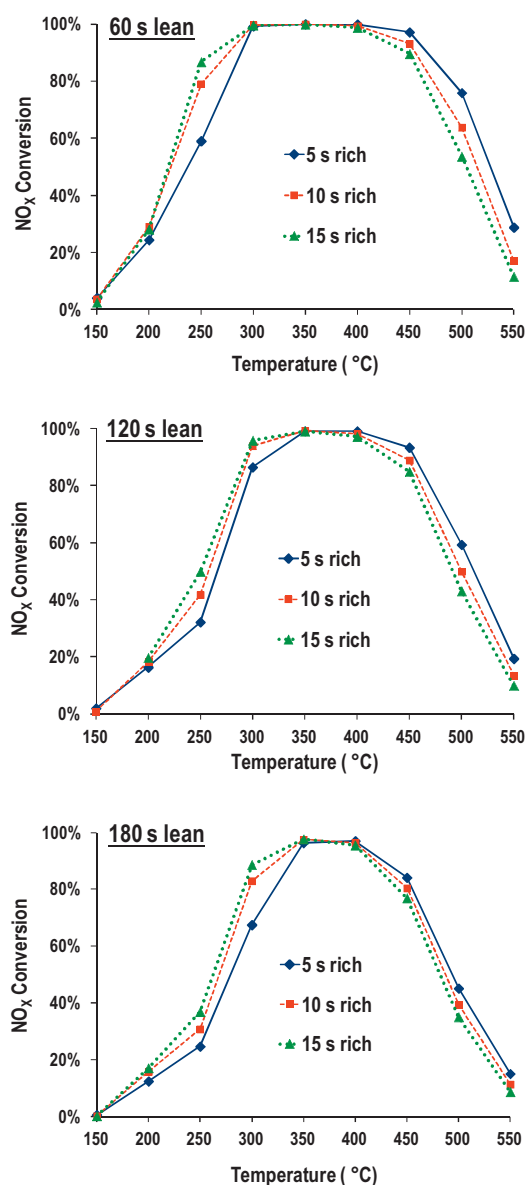 60 s lean
100%
80%
60%
40%
20%
0%
NOX Conversion
5 s rich
10 s rich
15 s rich
150 200 250 300 350 400 450 500 550
Temperature ( °C)
120 s lean
100%
80%
60%
40%
20%
0%
NOX Conversion
5 s rich
10 s rich
15 s rich
150 200 250 300 350 400 450 500 550
Temperature ( °C)
180 s lean
100%
80%
60%
40%
20%
0%
NOX Conversion
5 s rich
10 s rich
15 s rich
150 200 250 300 350 400 450 500 550
Temperature ( °C)